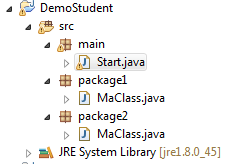 DemoStudent
src
main
Start.java
package1
MaClass.java
package2
MaClass.java
JRE System Library [jre1.8.0_45]